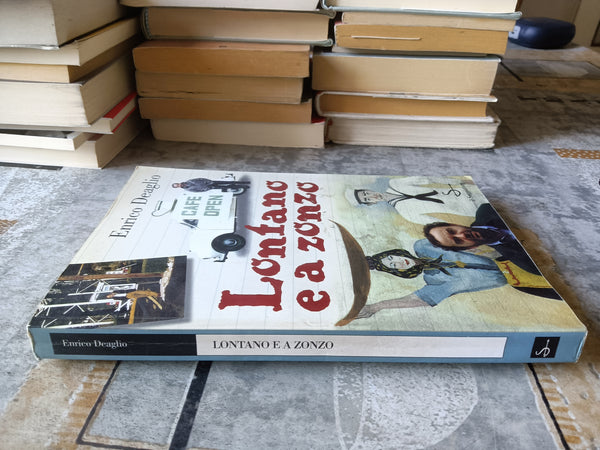 Enrico Deaglio
CAFE
OPEN
Lontano
e a zonzo
Enrico Deaglio
LONTANO E A ZONZO